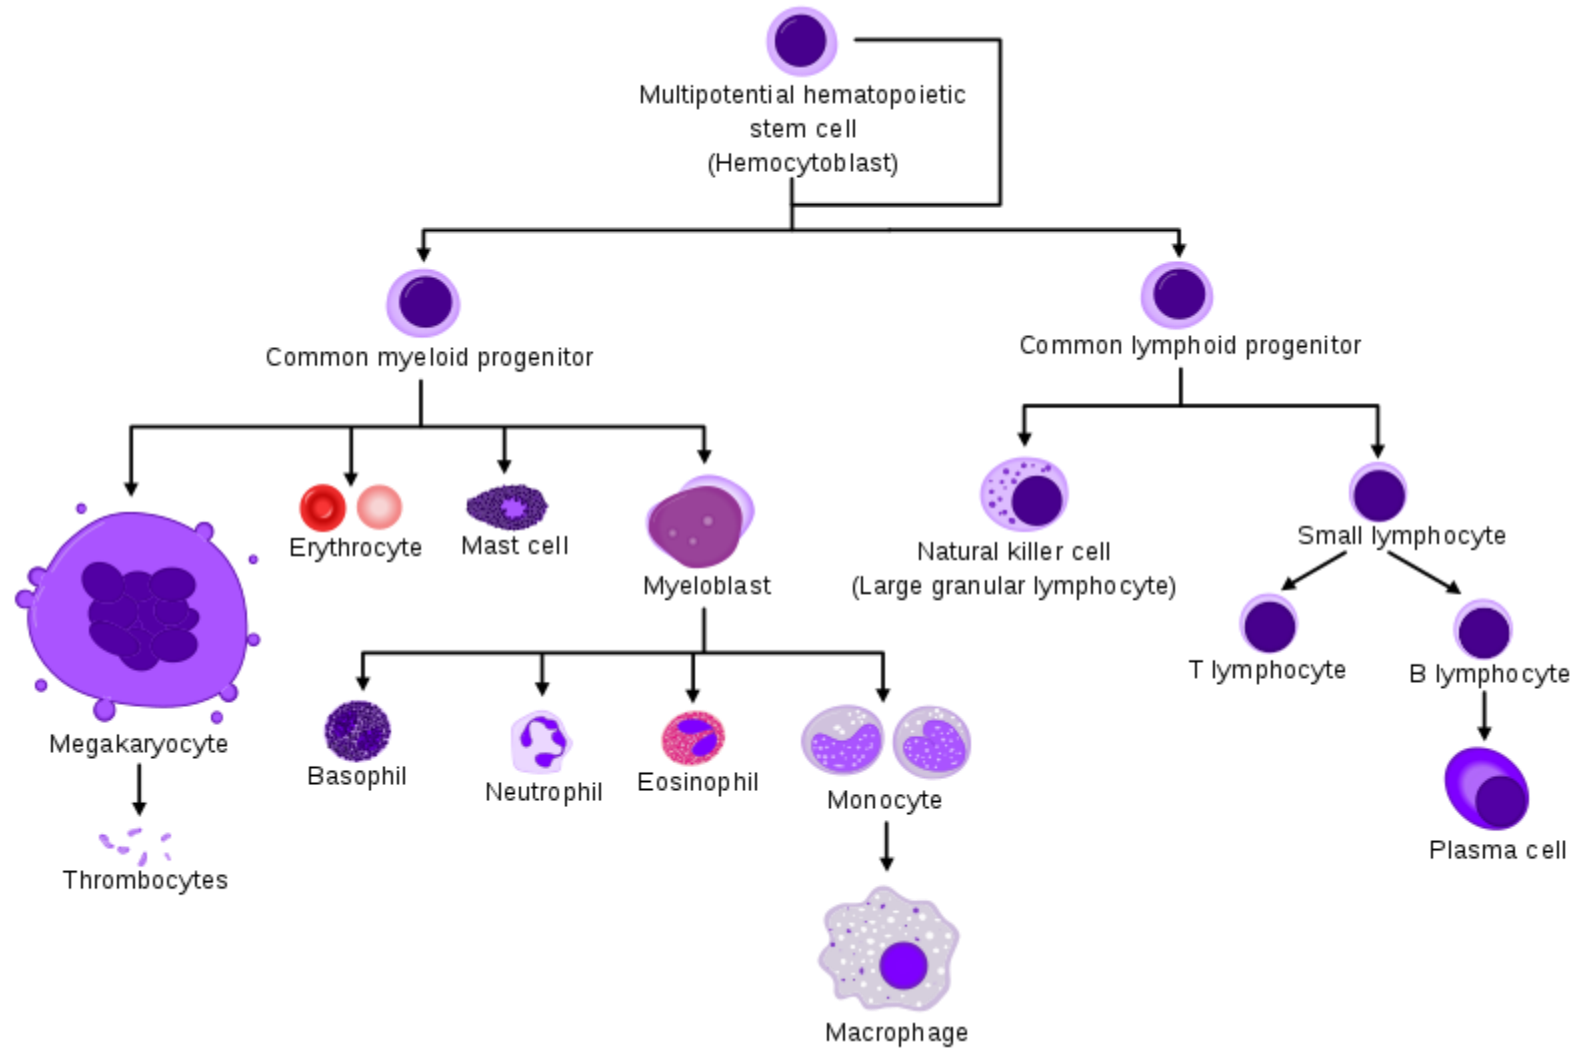 Multipotential hematopoietic
stem cell
(Hemocytoblast)
Common myeloid progenitor
Common lymphoid progenitor
Erythrocyte
Mast cell
Myeloblast
Natural killer cell
(Large granular lymphocyte)
Small lymphocyte
T lymphocyte
B lymphocyte
Megakaryocyte
Basophil
Neutrophil
Eosinophil
Monocyte
Plasma cell
Thrombocytes
Macrophage